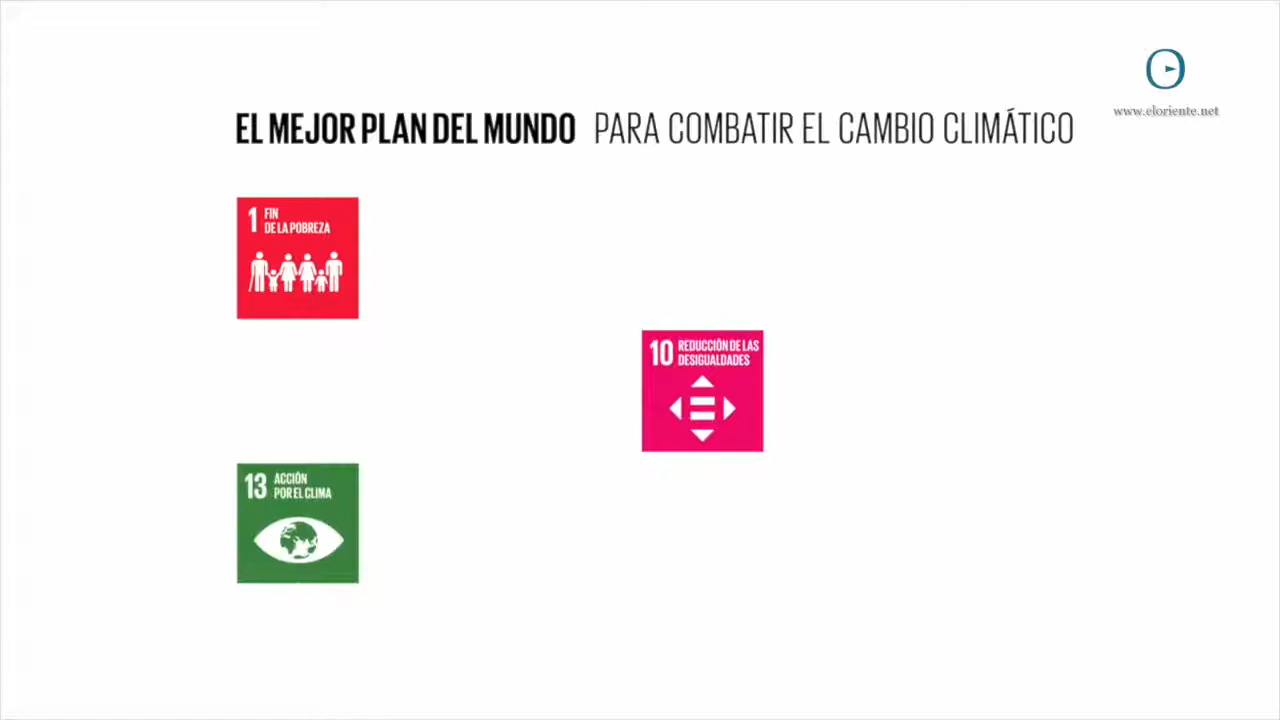 www.eloriente.net
EL MEJOR PLAN DEL MUNDO PARA COMBATIR EL CAMBIO CLIMÁTICO
1 FIN
DE LA POBREZA
10 REDUCCIÓN DE LAS
DESIGUALDADES
13 ACCIÓN
POR EL CLIMA